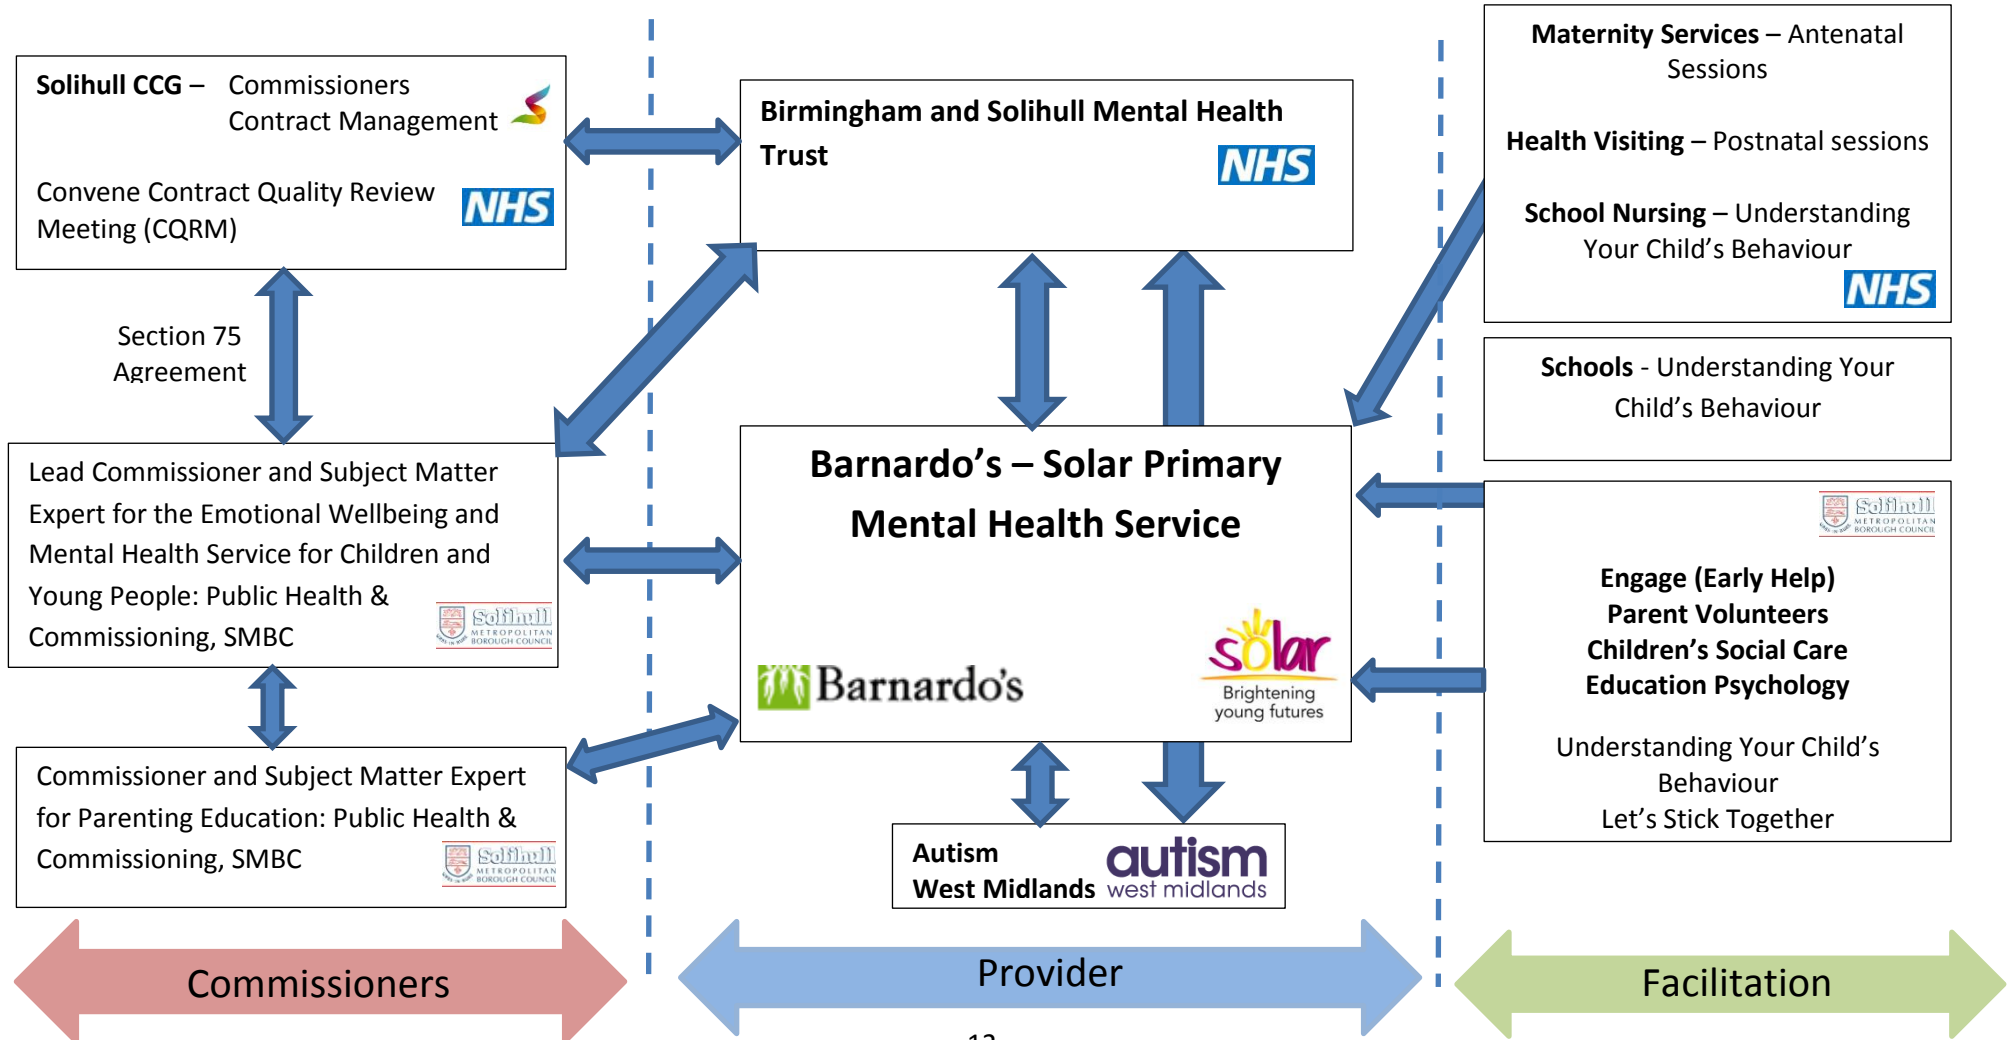 Solihull CCG – Commissioners
Contract Management
Convene Contract Quality Review
NHS
Meeting (CQRM)
Section 75
Agreement
Lead Commissioner and Subject Matter
Expert for the Emotional Wellbeing and
Mental Health Service for Children and
Young People: Public Health &
Commissioning, SMBC
Solihull
METROPOLITAN
BOROUGH COUNCIL
Commissioner and Subject Matter Expert
for Parenting Education: Public Health &
Commissioning, SMBC
Solihull
METROPOLITAN
BOROUGH COUNCIL
Commissioners
Birmingham and Solihull Mental Health
Trust
NHS
Barnardo's – Solar Primary
Mental Health Service
Barnardo's
solar
Brightening
young futures
Autism
West Midlands
autism
west midlands
Provider
12
Maternity Services – Antenatal
Sessions
Health Visiting – Postnatal sessions
School Nursing – Understanding
Your Child's Behaviour
NHS
Schools - Understanding Your
Child's Behaviour
Solihull
METROPOLITAN
BOROUGH COUNCIL
Engage (Early Help)
Parent Volunteers
Children's Social Care
Education Psychology
Understanding Your Child's
Behaviour
Let's Stick Together
Facilitation